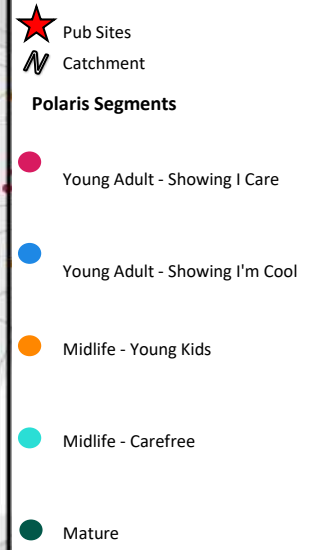 Pub Sites
Catchment
Polaris Segments
Young Adult - Showing I Care
Young Adult - Showing I'm Cool
Midlife - Young Kids
Midlife - Carefree
Mature